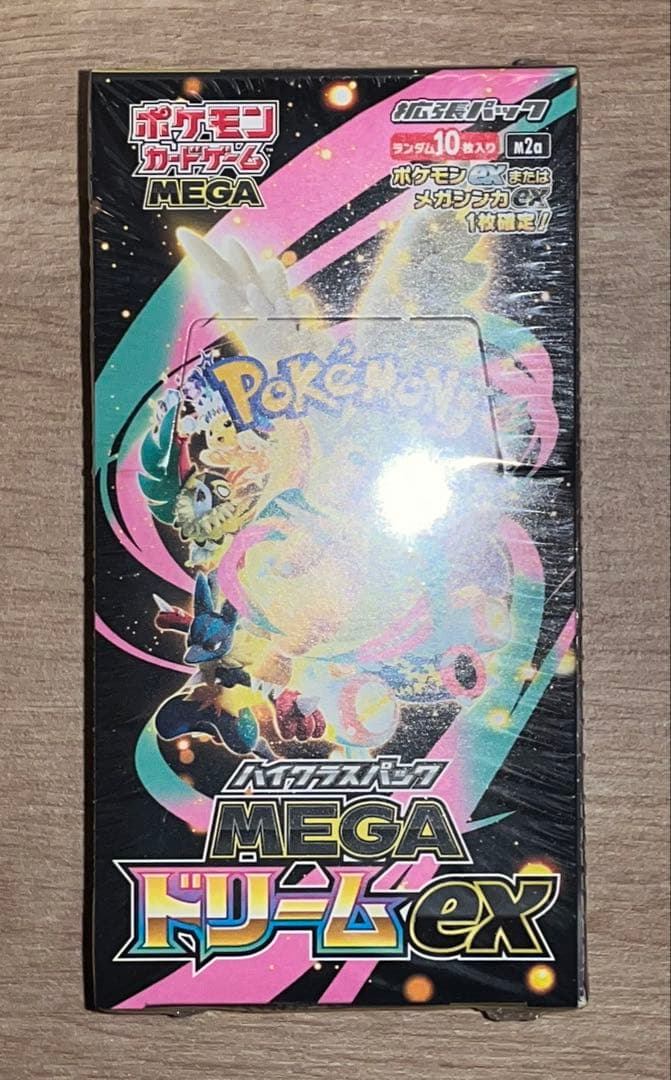 ポケモン
カードゲーム
MEGA
拡張パック
ランダム10枚入り M2a
ポケモンexまたは
メガシンカex
1枚確定!
Pokémon
ハイクラスパック
MEGA
ドリームex